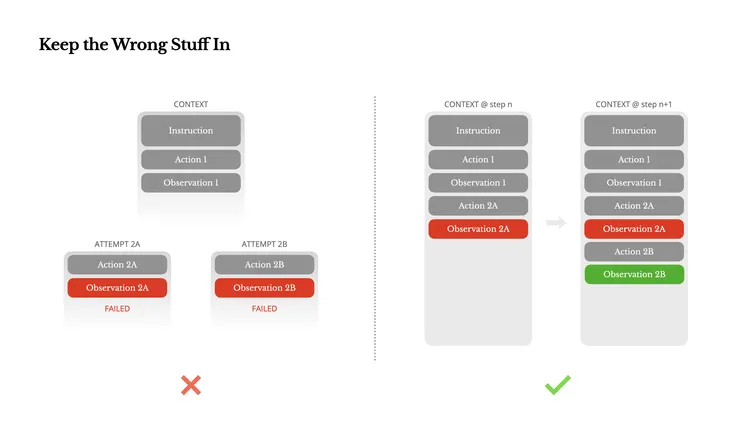 Keep the Wrong Stuff In
CONTEXT
Instruction
Action 1
Observation 1
ATTEMPT 2A
Action 2A
Observation 2A
FAILED
ATTEMPT 2B
Action 2B
Observation 2B
FAILED
CONTEXT @ step n
Instruction
Action 1
Observation 1
Action 2A
Observation 2A
CONTEXT @ step n+1
Instruction
Action 1
Observation 1
Action 2A
Observation 2A
Action 2B
Observation 2B